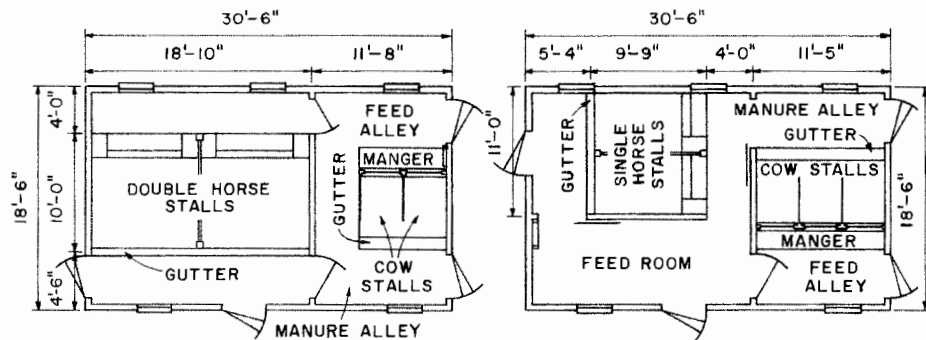 30'-6"
18'-10"
11'-8"
4'-0"
10'-0"
4'-6"
18'-6"
FEED
ALLEY
MANGER
GUTTER
DOUBLE HORSE
STALLS
GUTTER
COW
STALLS
MANURE ALLEY
30'-6"
5'-4"
9'-9"
4'-0"
11'-5"
11'-0"
GUTTER
SINGLE
HORSE
STALLS
MANURE ALLEY
GUTTER
COW STALLS
MANGER
18'-6"
FEED ROOM
FEED
ALLEY